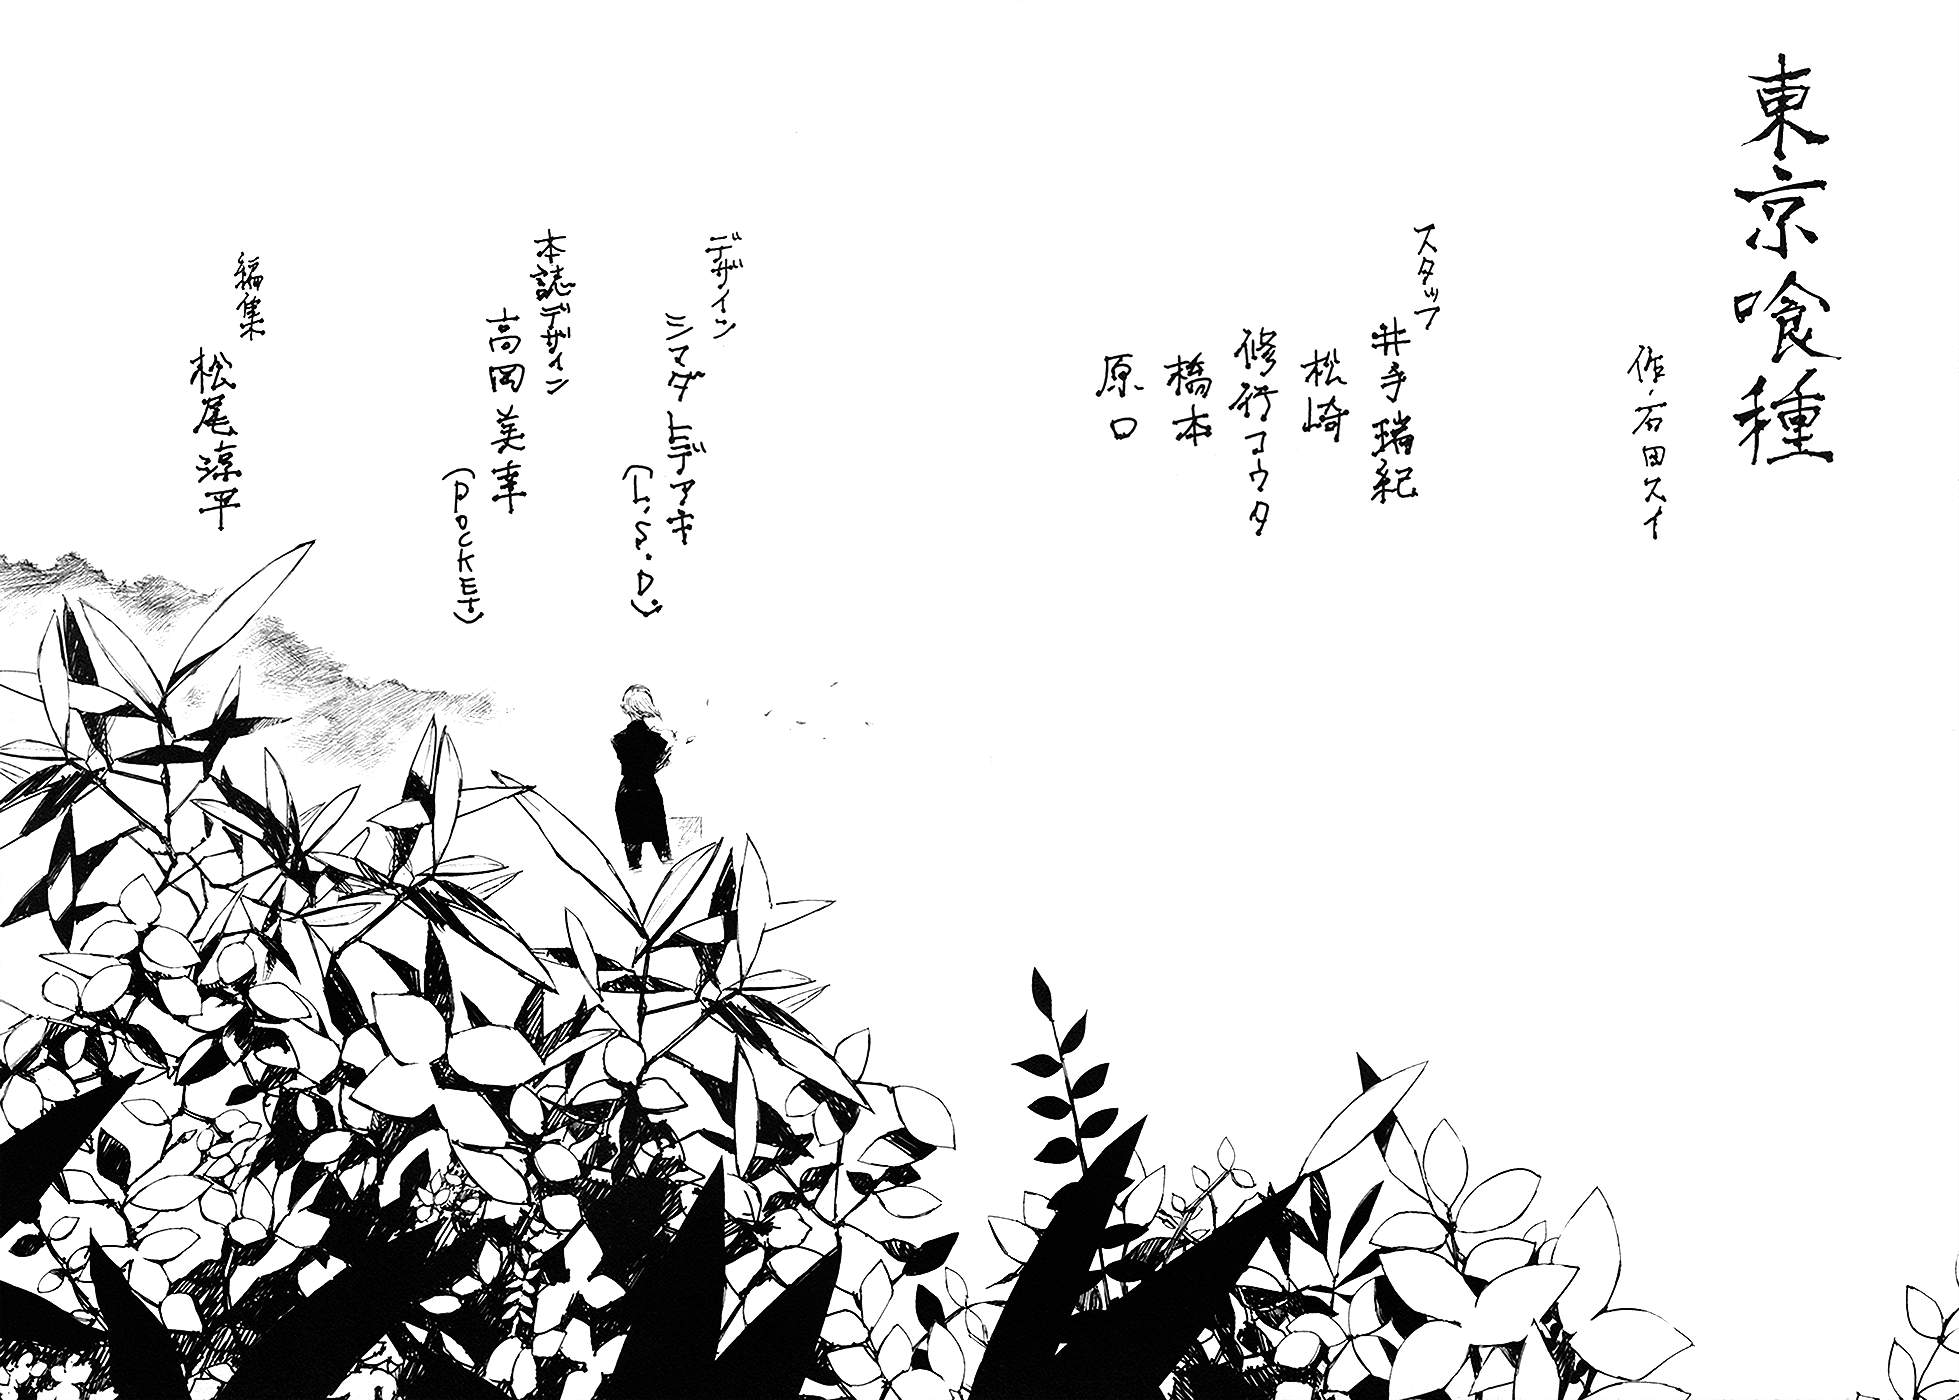 東京喰種
作・石田スイ
スタッフ
井手瑞紀
松崎
修行コウタ
橋本
原口
デザイン
シマダヒデアキ
(L.S.D.)
本誌デザイン
高岡美幸
(POCKET)
編集
松尾淳平